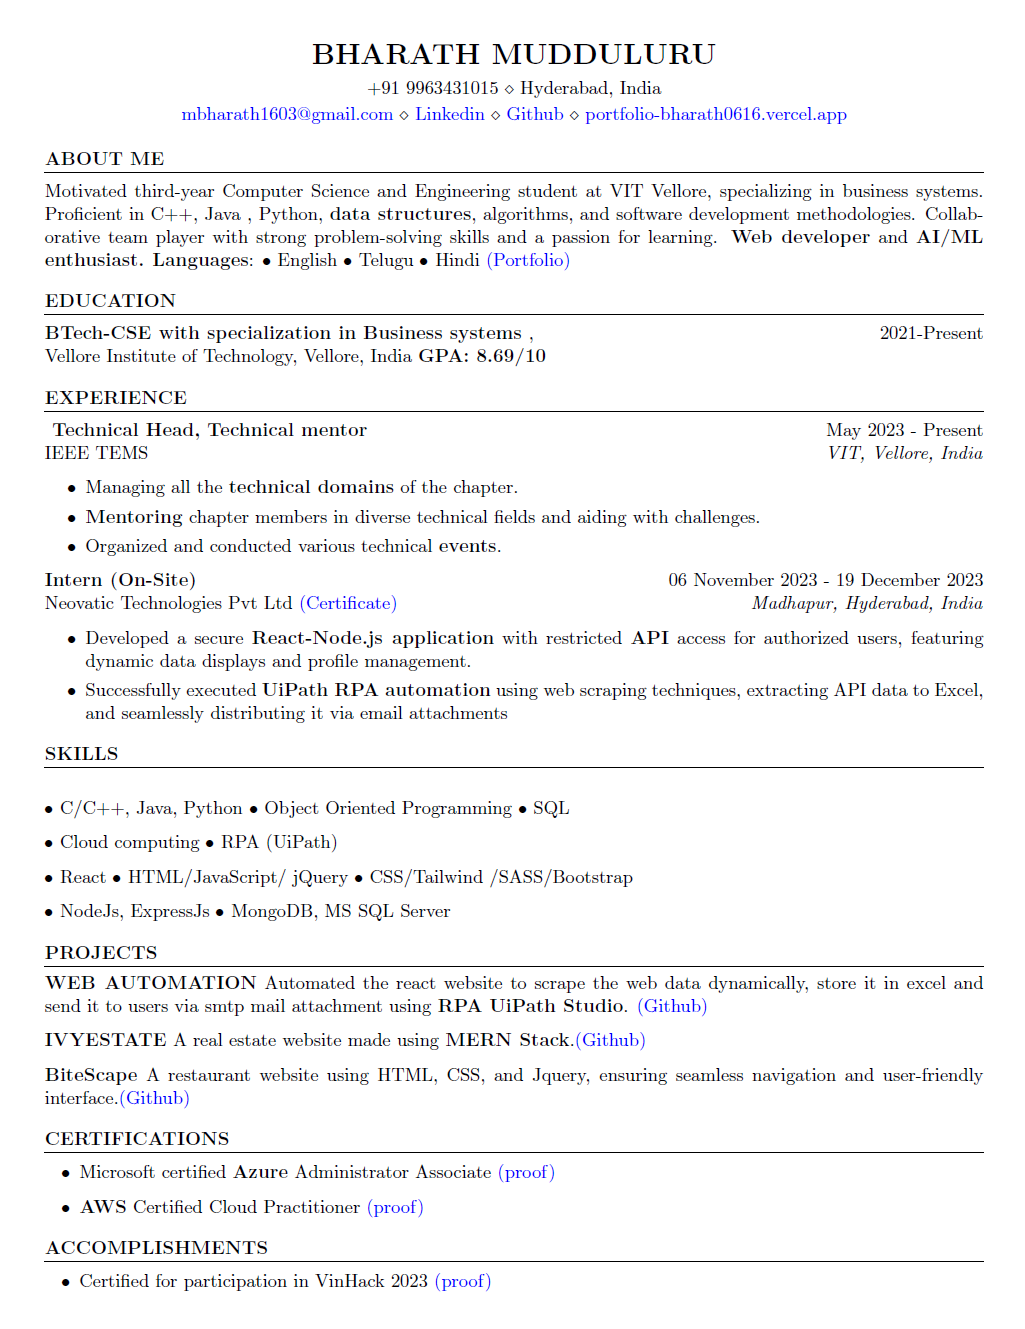 BHARATH MUDDULURU
+91 9963431015 ⋄ Hyderabad, India
mbharath1603@gmail.com ⋄ Linkedin ⋄ Github ⋄ portfolio-bharath0616.vercel.app
ABOUT ME
Motivated third-year Computer Science and Engineering student at VIT Vellore, specializing in business systems.
Proficient in C++, Java , Python, data structures, algorithms, and software development methodologies. Collab-
orative team player with strong problem-solving skills and a passion for learning. Web developer and AI/ML
enthusiast. Languages: • English • Telugu • Hindi (Portfolio)
EDUCATION
BTech-CSE with specialization in Business systems , 2021-Present
Vellore Institute of Technology, Vellore, India GPA: 8.69/10
EXPERIENCE
Technical Head, Technical mentor May 2023 - Present
IEEE TEMS VIT, Vellore, India
• Managing all the technical domains of the chapter.
• Mentoring chapter members in diverse technical fields and aiding with challenges.
• Organized and conducted various technical events.
Intern (On-Site) 06 November 2023 - 19 December 2023
Neovatic Technologies Pvt Ltd (Certificate) Madhapur, Hyderabad, India
• Developed a secure React-Node.js application with restricted API access for authorized users, featuring
dynamic data displays and profile management.
• Successfully executed UiPath RPA automation using web scraping techniques, extracting API data to Excel,
and seamlessly distributing it via email attachments
SKILLS
• C/C++, Java, Python • Object Oriented Programming • SQL
• Cloud computing • RPA (UiPath)
• React • HTML/JavaScript/ jQuery • CSS/Tailwind /SASS/Bootstrap
• NodeJs, ExpressJs • MongoDB, MS SQL Server
PROJECTS
WEB AUTOMATION Automated the react website to scrape the web data dynamically, store it in excel and
send it to users via smtp mail attachment using RPA UiPath Studio. (Github)
IVYESTATE A real estate website made using MERN Stack.(Github)
BiteScape A restaurant website using HTML, CSS, and Jquery, ensuring seamless navigation and user-friendly
interface.(Github)
CERTIFICATIONS
• Microsoft certified Azure Administrator Associate (proof)
• AWS Certified Cloud Practitioner (proof)
ACCOMPLISHMENTS
• Certified for participation in VinHack 2023 (proof)